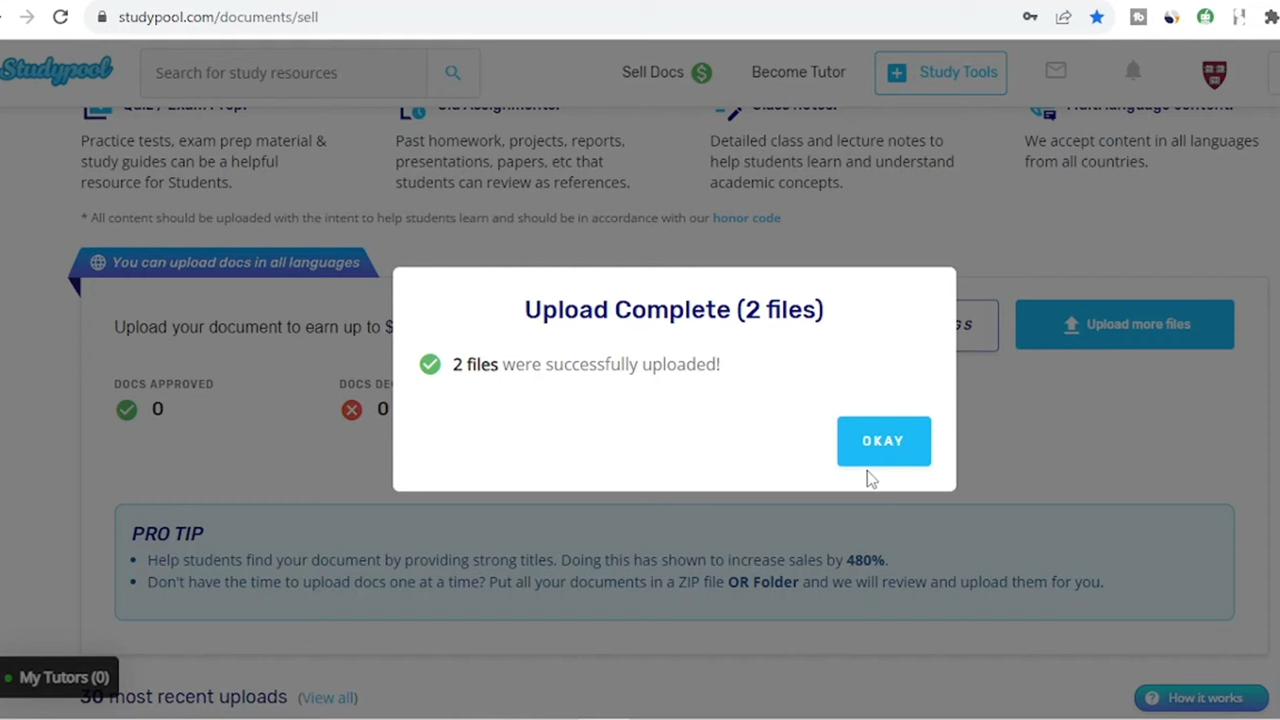 studypool.com/documents/sell
Studypool
Search for study resources
Sell Docs $
Become Tutor
Study Tools
Quiz / Exam Prep:
Old Assignments:
Class notes:
Multilanguage content:
Practice tests, exam prep material &
study guides can be a helpful
resource for Students.
Past homework, projects, reports,
presentations, papers, etc that
students can review as references.
Detailed class and lecture notes to
help students learn and understand
academic concepts.
We accept content in all languages
from all countries.
* All content should be uploaded with the intent to help students learn and should be in accordance with our honor code
You can upload docs in all languages
Upload your document to earn up to $
GS
Upload more files
DOCS APPROVED
0
DOCS DE
0
Upload Complete (2 files)
2 files were successfully uploaded!
OKAY
PRO TIP
• Help students find your document by providing strong titles. Doing this has shown to increase sales by 480%.
• Don't have the time to upload docs one at a time? Put all your documents in a ZIP file OR Folder and we will review and upload them for you.
My Tutors (0)
30 most recent uploads (View all)
? How it works